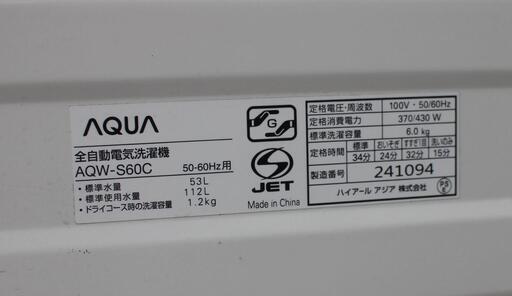 AQUA
全自動電気洗濯機
AQW-S60C 50-60Hz用
・標準水量 53L
・標準使用水量 112L
・ドライコース時の洗濯容量 1.2kg
G
S
JET
Made in China
定格電圧・周波数 100V・50/60Hz
定格消費電力 370/430 W
標準洗濯容量 6.0 kg
定格時間 標準 おいそぎ すすぎ1回 洗いのみ
34分 24分 32分 15分
製造番号 241094
ハイアール アジア 株式会社
PSE